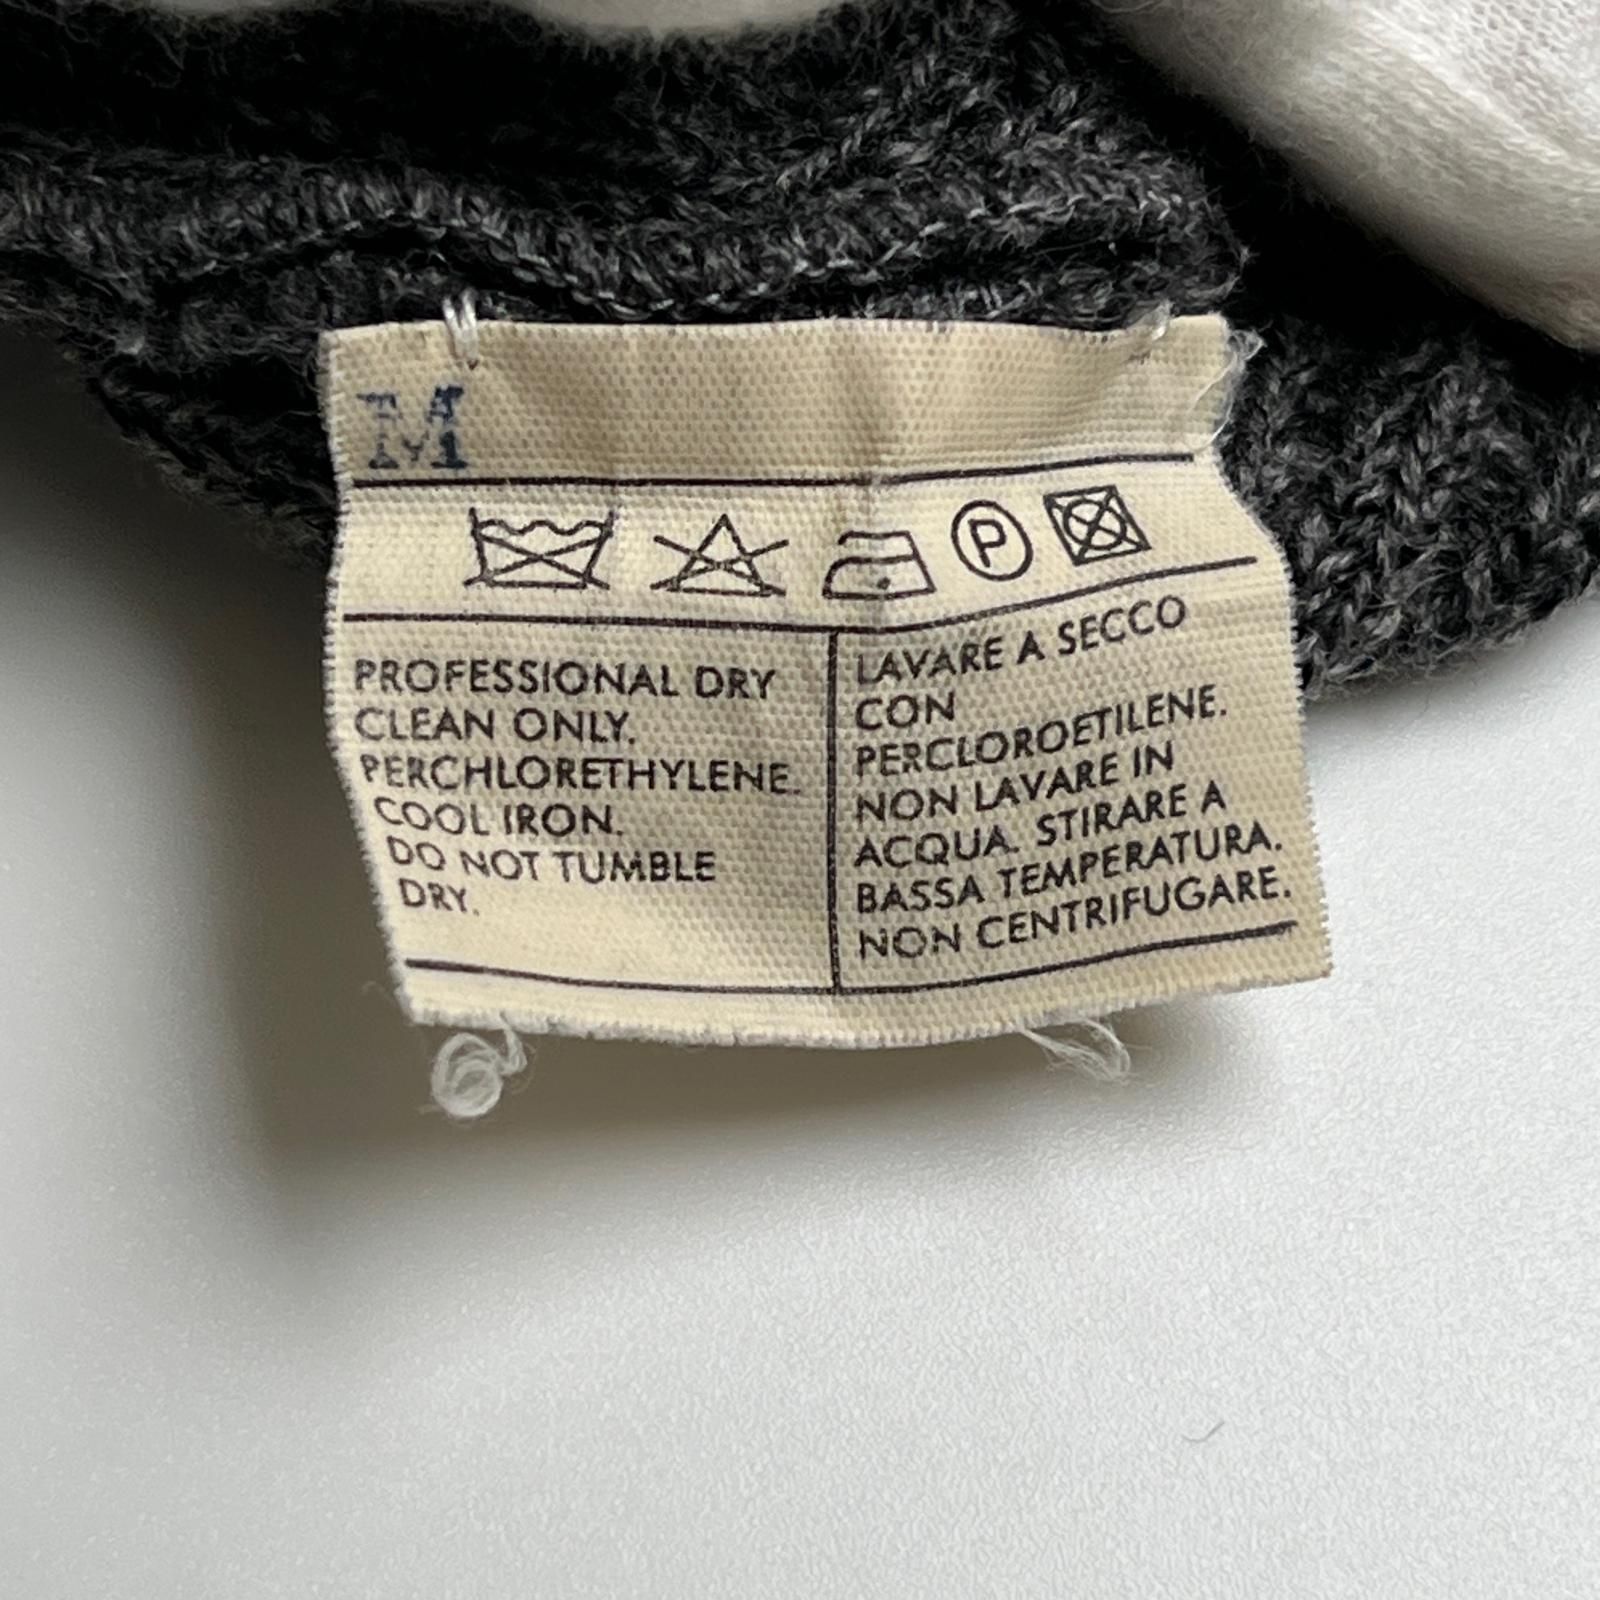 M
P
PROFESSIONAL DRY
CLEAN ONLY.
PERCHLORETHYLENE.
COOL IRON.
DO NOT TUMBLE
DRY.
LAVARE A SECCO
CON
PERCLOROETILENE.
NON LAVARE IN
ACQUA. STIRARE A
BASSA TEMPERATURA.
NON CENTRIFUGARE.